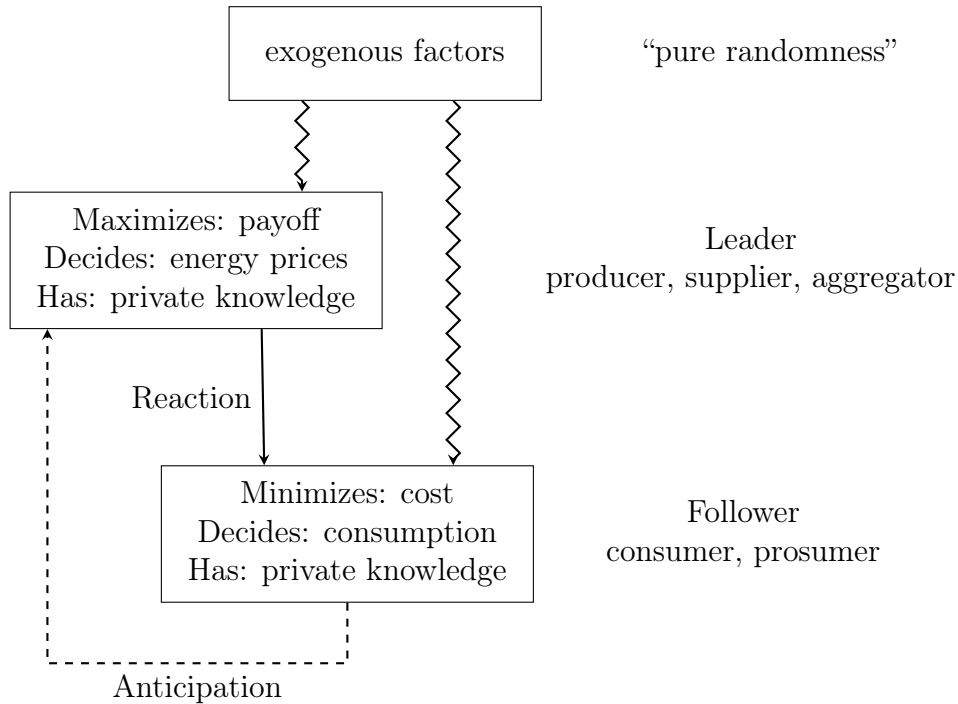 exogenous factors
“pure randomness”
Maximizes: payoff
Decides: energy prices
Has: private knowledge
Leader
producer, supplier, aggregator
Reaction
Minimizes: cost
Decides: consumption
Has: private knowledge
Follower
consumer, prosumer
Anticipation